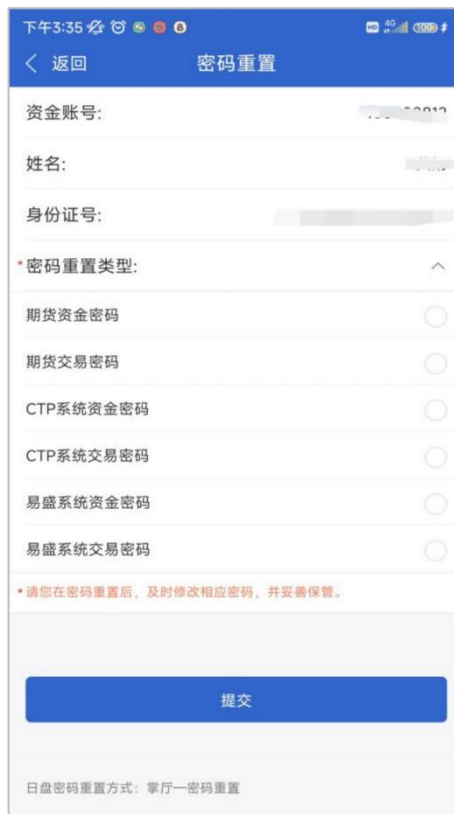 下午3:35
HD 4G 100
返回 密码重置
资金账号:
姓名:
身份证号:
*密码重置类型:
期货资金密码
期货交易密码
CTP系统资金密码
CTP系统交易密码
易盛系统资金密码
易盛系统交易密码
*请您在密码重置后，及时修改相应密码，并妥善保管。
提交
日盘密码重置方式：掌厅一密码重置